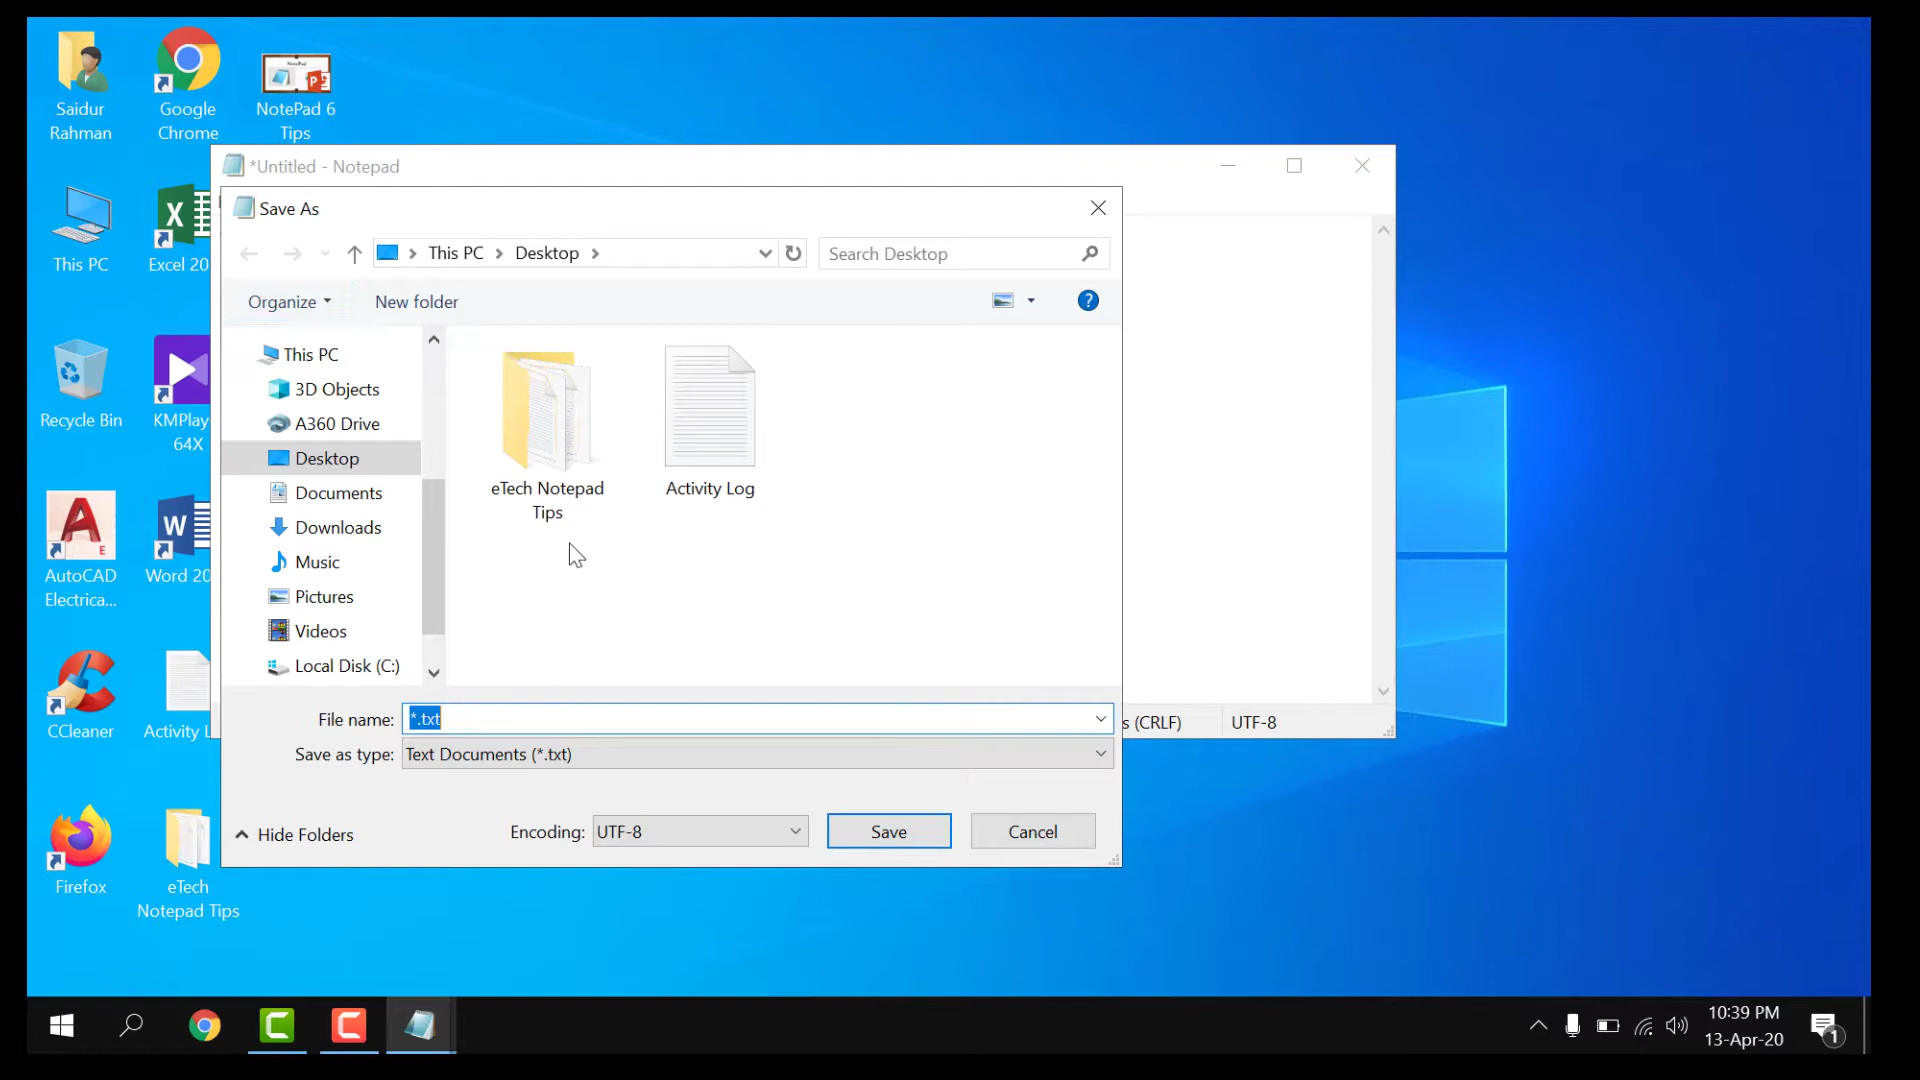 Saidur
Rahman
Google
Chrome
NotePad
NotePad 6
Tips
This PC
Excel 20
Recycle Bin
KMPlay
64X
AutoCAD
Electrica...
Word 20
CCleaner
Activity L
Firefox
eTech
Notepad Tips
*Untitled - Notepad
Save As
This PC
Desktop
Search Desktop
Organize
New folder
This PC
3D Objects
A360 Drive
Desktop
Documents
Downloads
Music
Pictures
Videos
Local Disk (C:)
eTech Notepad
Tips
Activity Log
File name:
*.txt
Save as type:
Text Documents (*.txt)
Hide Folders
Encoding:
UTF-8
Save
Cancel
s (CRLF)
UTF-8
10:39 PM
13-Apr-20
1